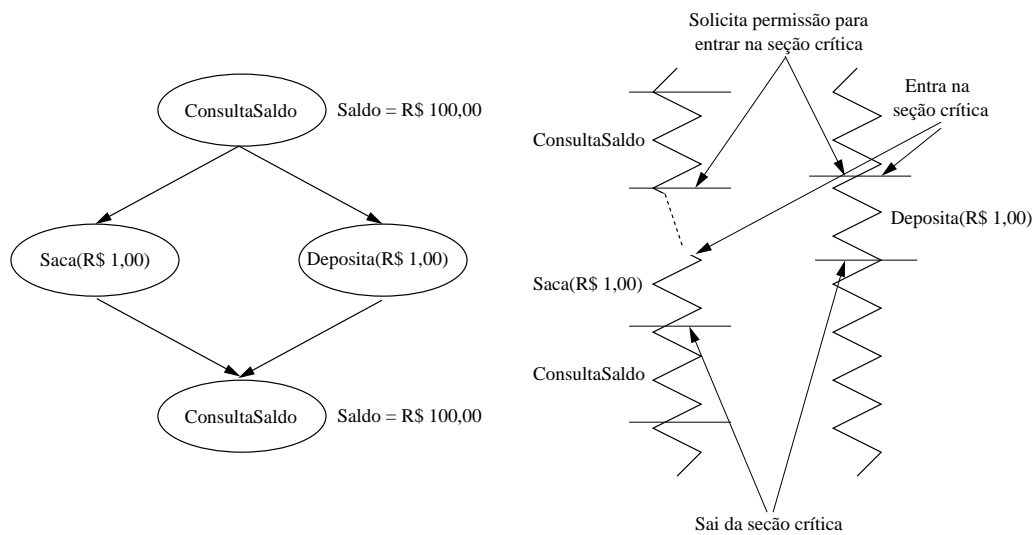 ConsultaSaldo
Saldo = R$ 100,00
Saca(R$ 1,00)
Deposita(R$ 1,00)
ConsultaSaldo
Saldo = R$ 100,00
Solicita permissão para
entrar na seção crítica
Entra na
seção crítica
ConsultaSaldo
Deposita(R$ 1,00)
Saca(R$ 1,00)
ConsultaSaldo
Sai da seção crítica